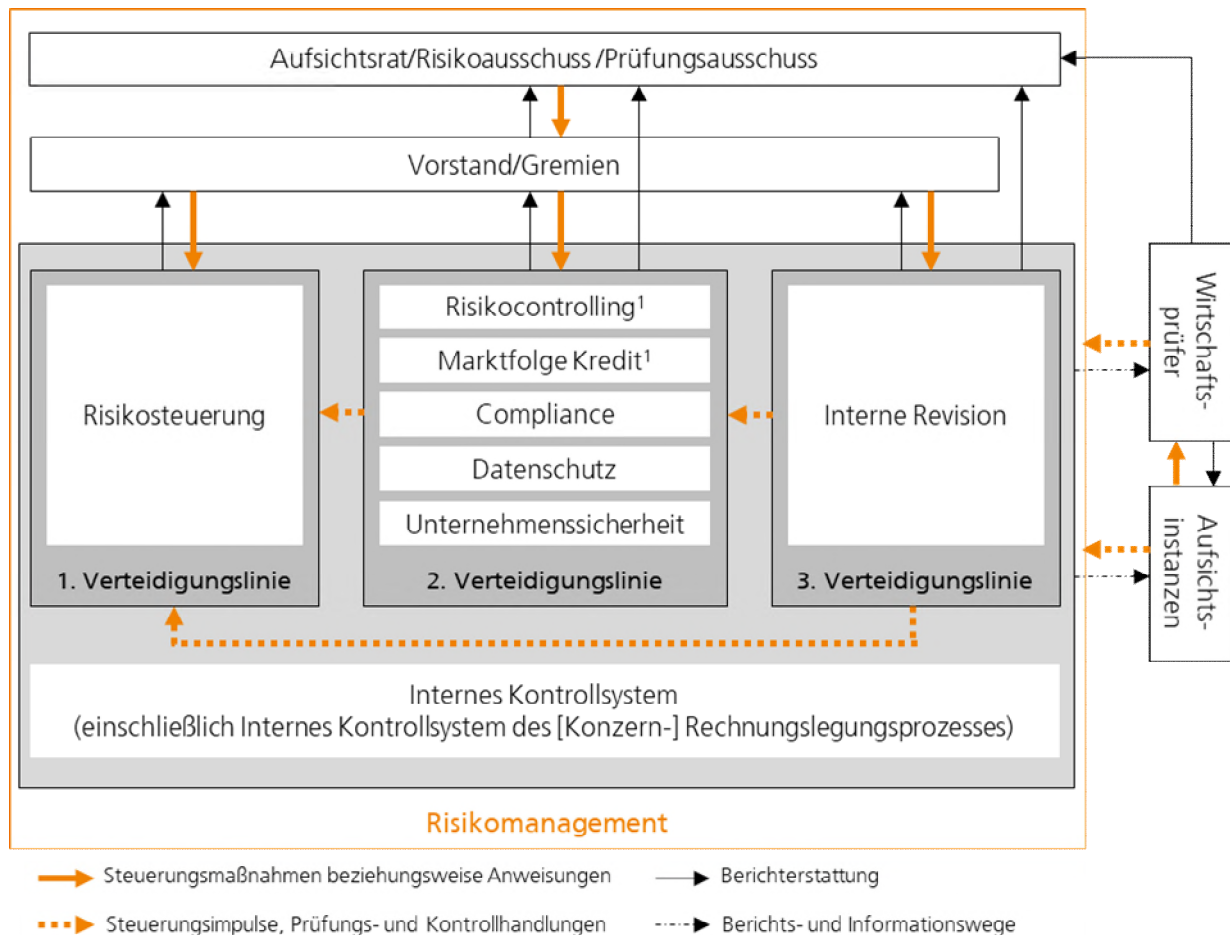 Aufsichtsrat/Risikoausschuss/Prüfungsausschuss
Vorstand/Gremien
Risikosteuerung
1. Verteidigungslinie
Risikocontrolling¹
Marktfolge Kredit¹
Compliance
Datenschutz
Unternehmenssicherheit
2. Verteidigungslinie
Interne Revision
3. Verteidigungslinie
Wirtschafts-
prüfer
Aufsichts-
instanzen
Internes Kontrollsystem
(einschließlich Internes Kontrollsystem des [Konzern-] Rechnungslegungsprozesses)
Risikomanagement
Steuerungsmaßnahmen beziehungsweise Anweisungen
Berichterstattung
Steuerungsimpulse, Prüfungs- und Kontrollhandlungen
Berichts- und Informationswege